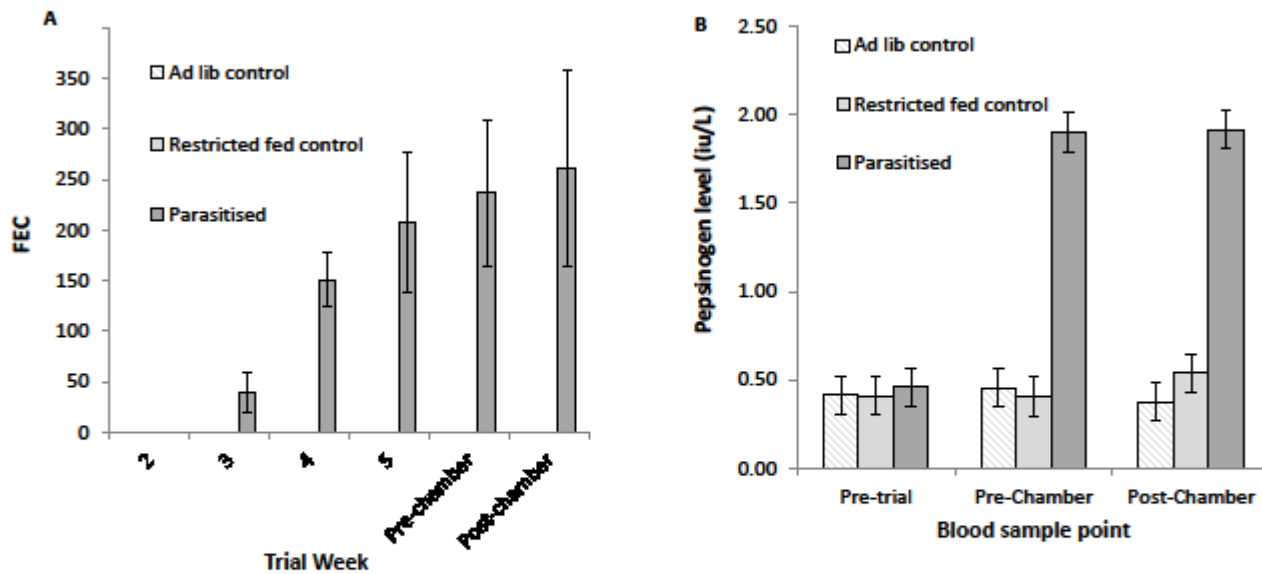 A
FEC
350
300
250
200
150
100
50
0
Ad lib control
Restricted fed control
Parasitised
2
3
4
5
Pre-chamber
Post-chamber
Trial Week
B
Pepsinogen level (iu/L)
2.50
2.00
1.50
1.00
0.50
0.00
Ad lib control
Restricted fed control
Parasitised
Pre-trial
Pre-Chamber
Post-Chamber
Blood sample point